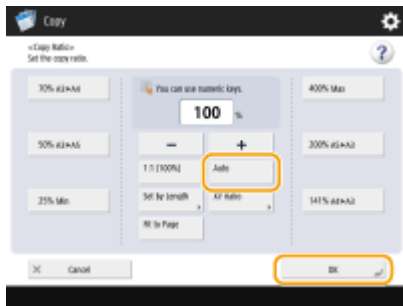 Copy
<Copy Ratio>
Set the copy ratio.
?
70% A3►A4
You can use numeric keys.
400% Max
100 %
50% A3►A5
−
+
200% A5►A3
1:1 [100%]
Auto
25% Min
Set by Length
XY Ratio
141% A4►A3
Fit to Page
× Cancel
OK